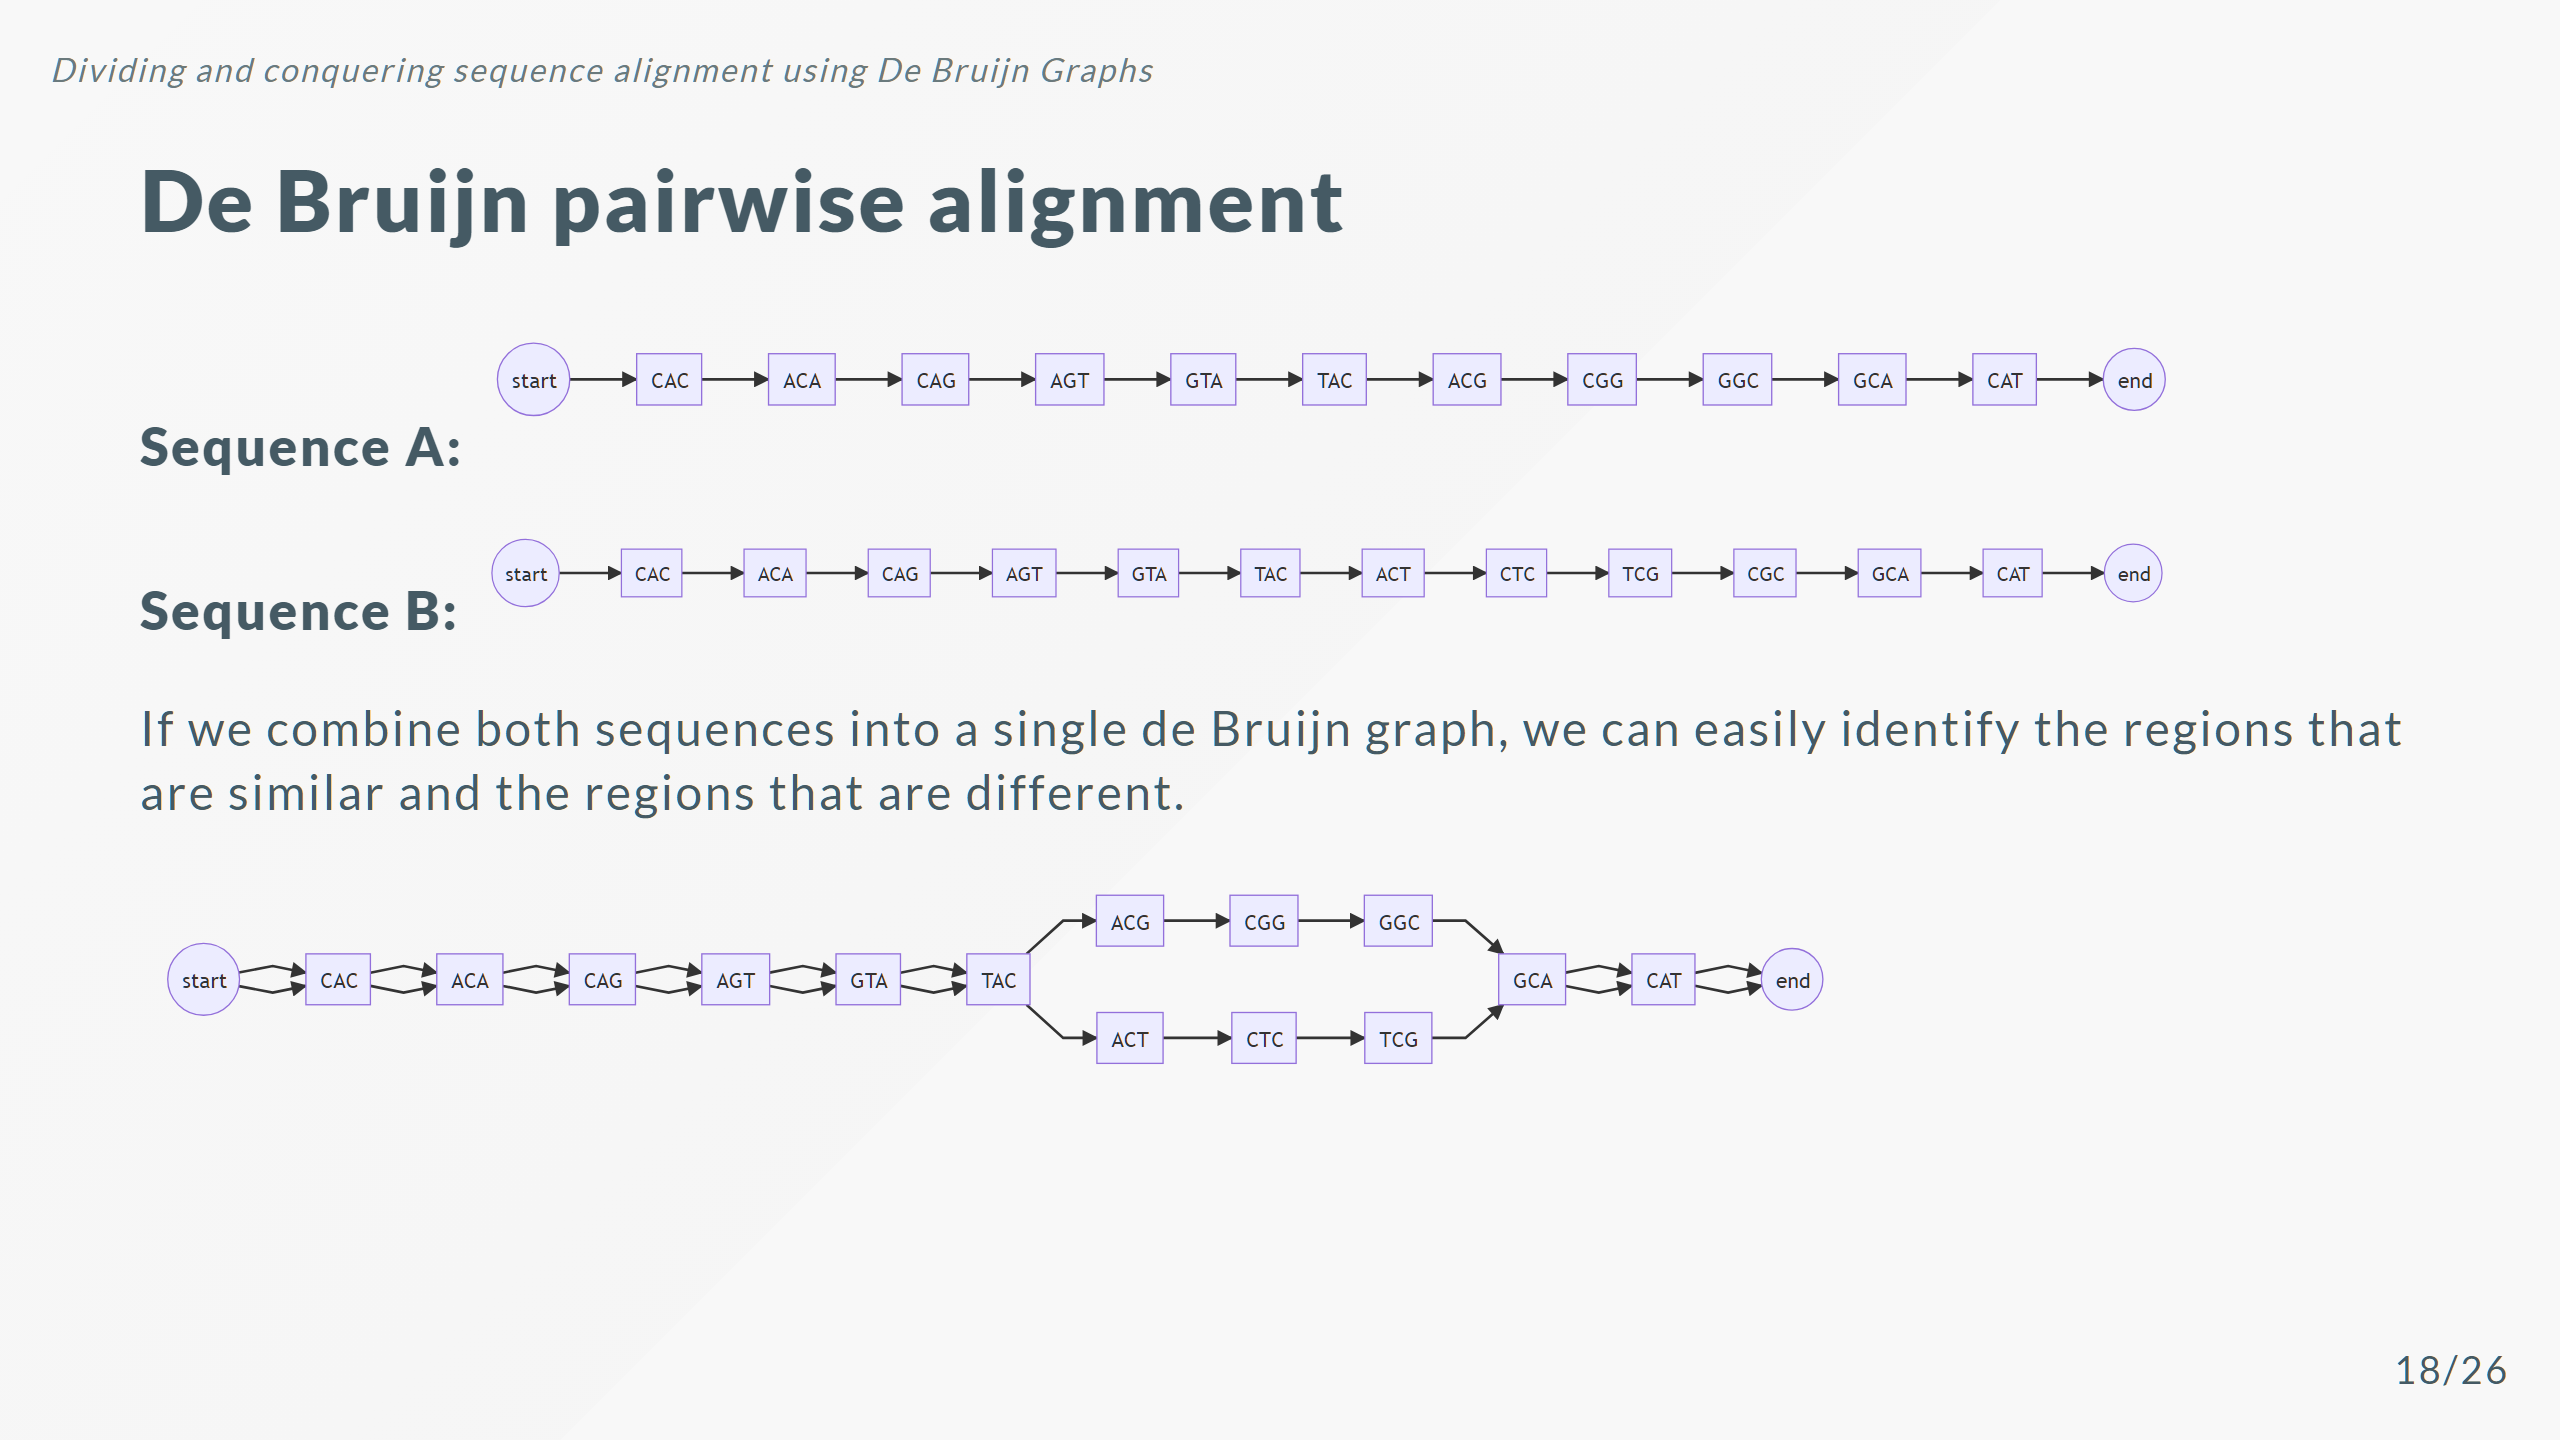 Dividing and conquering sequence alignment using De Bruijn Graphs
De Bruijn pairwise alignment
start CAC ACA CAG AGT GTA TAC ACG CGG GGC GCA CAT end
Sequence A:
start CAC ACA CAG AGT GTA TAC ACT CTC TCG CGC GCA CAT end
Sequence B:
If we combine both sequences into a single de Bruijn graph, we can easily identify the regions that
are similar and the regions that are different.
ACG CGG GGC
start CAC ACA CAG AGT GTA TAC GCA CAT end
ACT CTC TCG
18/26